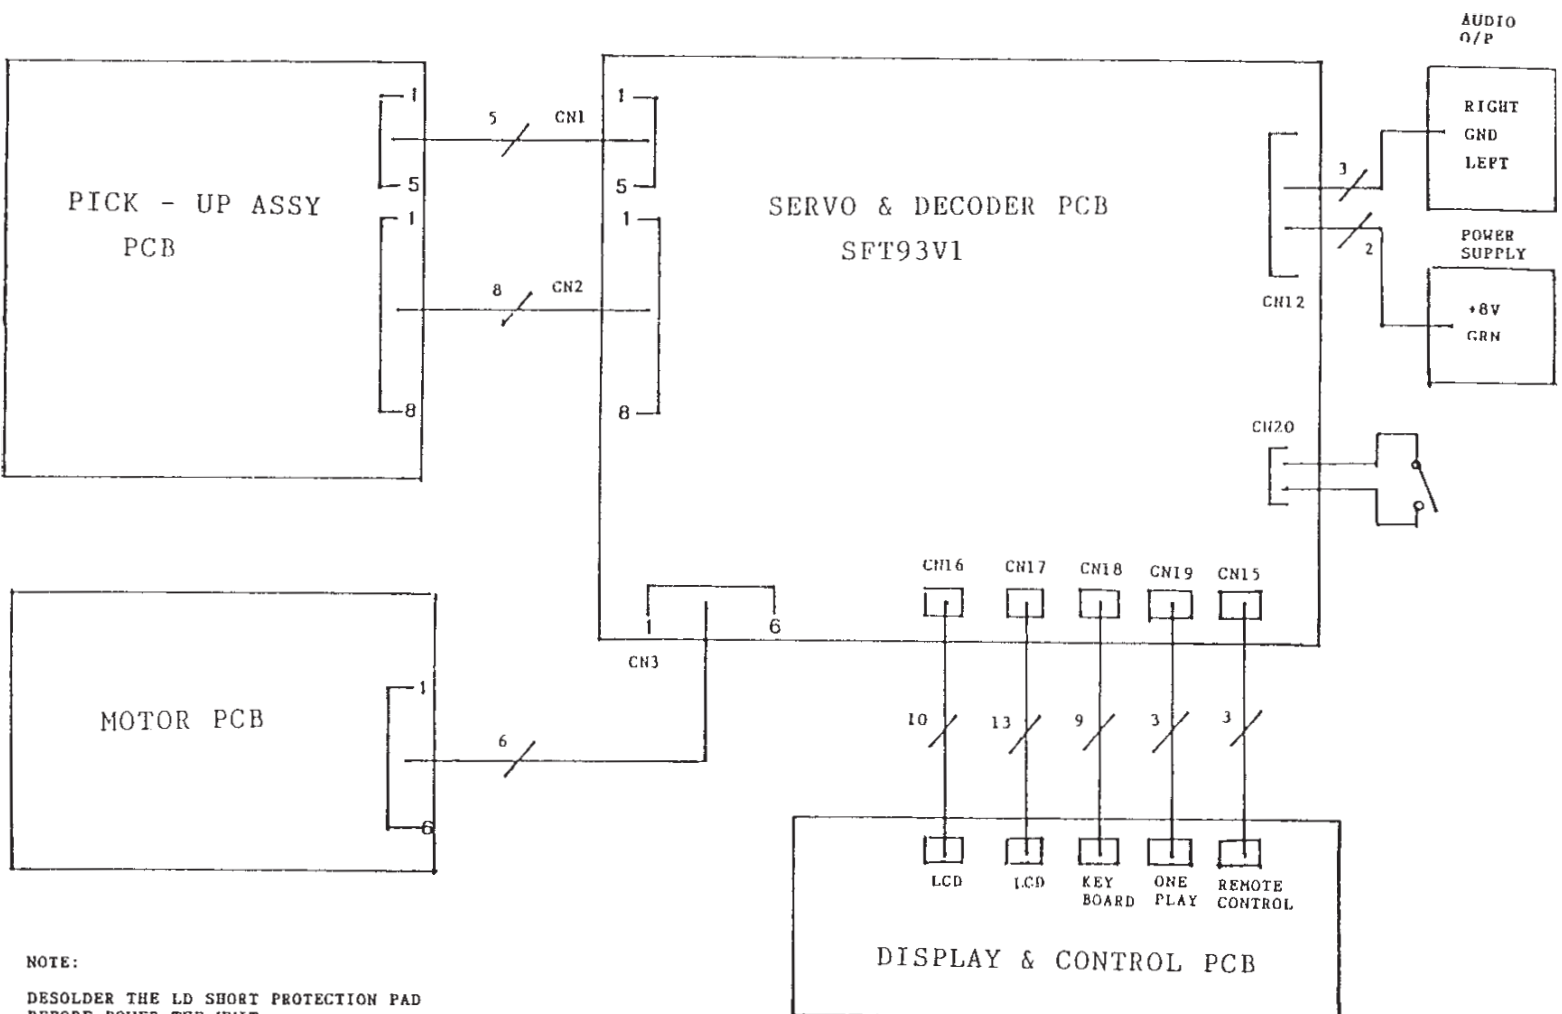 AUDIO
O/P
1
5
CN1
1
RIGHT
GND
LEFT
5
5
3
PICK - UP ASSY
PCB
1
1
SERVO & DECODER PCB
SFT93V1
2
POWER
SUPPLY
8
CN2
CN12
+8V
GRN
8
8
CN20
CN16
CN17
CN18
CN19
CN15
1
6
CN3
MOTOR PCB
1
6
6
10
13
9
3
3
LCD
LCD
KEY
BOARD
ONE
PLAY
REMOTE
CONTROL
DISPLAY & CONTROL PCB
NOTE:
DESOLDER THE LD SHORT PROTECTION PAD